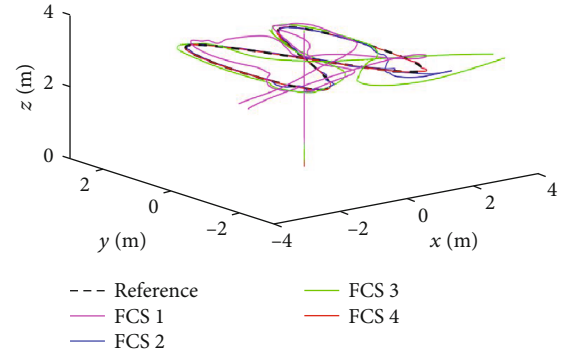 4
2
0
z (m)
2
0
−2
−4
−2
0
2
4
y (m)
x (m)
Reference
FCS 1
FCS 2
FCS 3
FCS 4